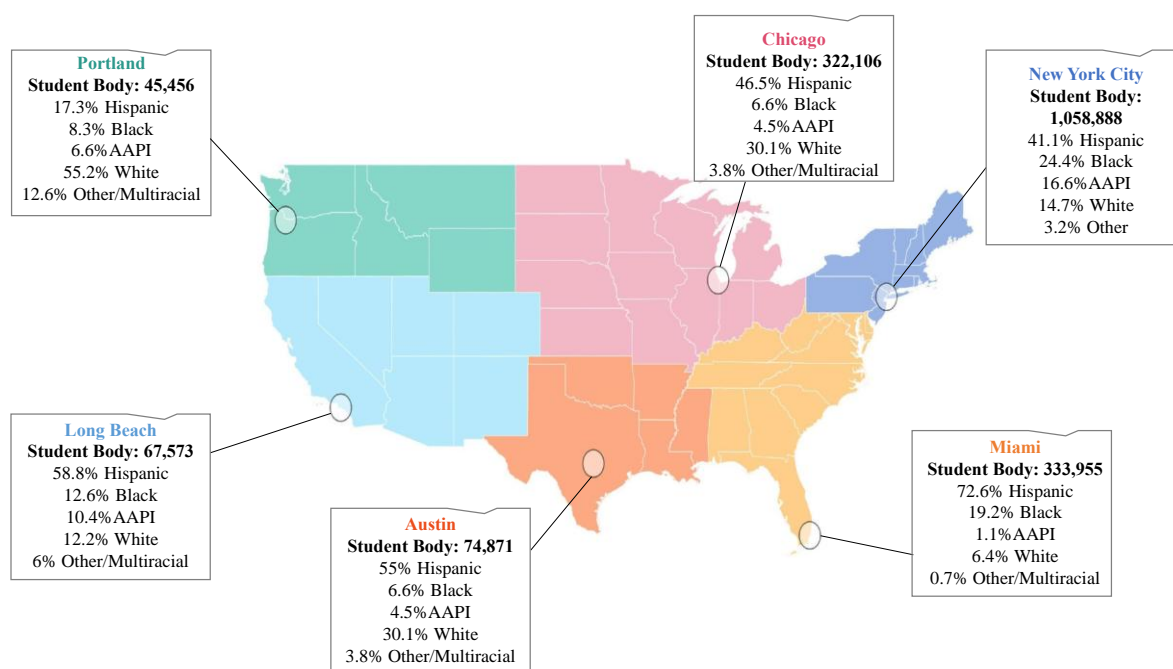 Portland
Student Body: 45,456
17.3% Hispanic
8.3% Black
6.6% AAPI
55.2% White
12.6% Other/Multiracial
Chicago
Student Body: 322,106
46.5% Hispanic
6.6% Black
4.5% AAPI
30.1% White
3.8% Other/Multiracial
New York City
Student Body:
1,058,888
41.1% Hispanic
24.4% Black
16.6% AAPI
14.7% White
3.2% Other
Long Beach
Student Body: 67,573
58.8% Hispanic
12.6% Black
10.4% AAPI
12.2% White
6% Other/Multiracial
Austin
Student Body: 74,871
55% Hispanic
6.6% Black
4.5%AAPI
30.1% White
3.8% Other/Multiracial
Miami
Student Body: 333,955
72.6% Hispanic
19.2% Black
1.1% AAPI
6.4% White
0.7% Other/Multiracial